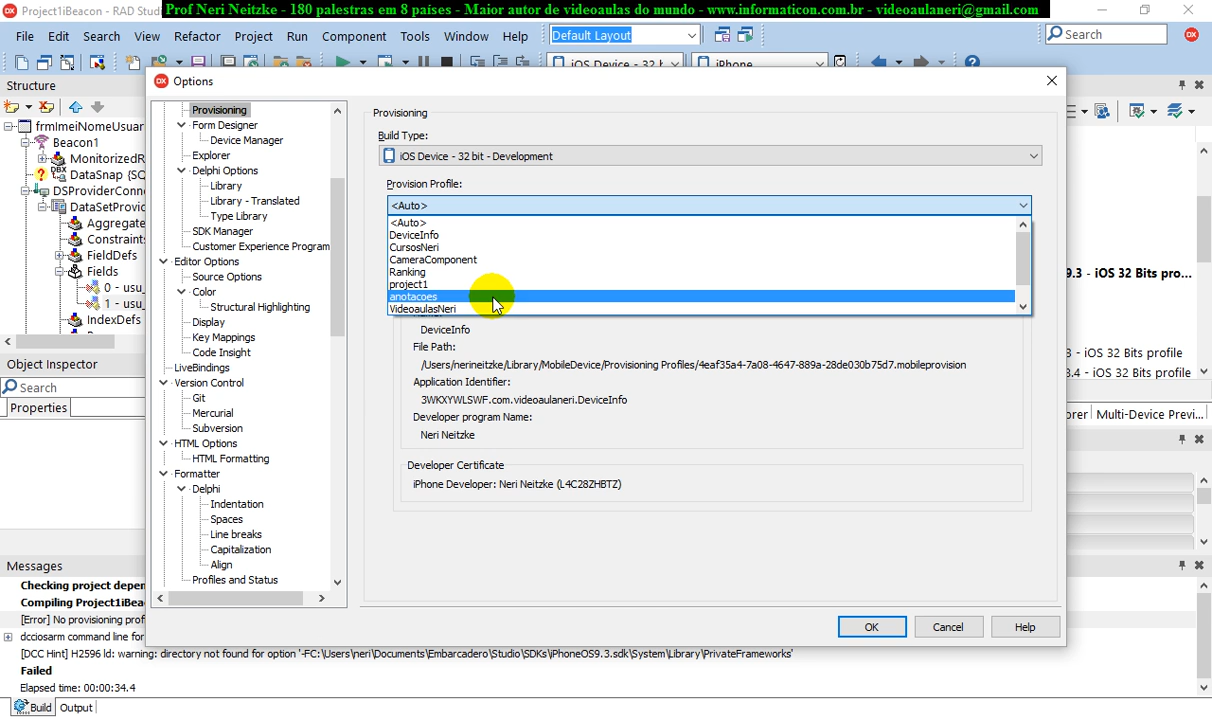 Project1iBeacon - RAD Stud
Prof Neri Neitzke - 180 palestras em 8 países - Maior autor de videoaulas do mundo - www.informaticon.com.br - videoaulaneri@gmail.com
File Edit Search View Refactor Project Run Component Tools Window Help
Default Layout
Search
iOS Device - 32 b
iPhone
Structure
Options
frmImeiNomeUsuar
Beacon1
MonitorizedR
DataSnap (SQ
DSProviderConn
DataSetProvid
Aggregate
Constraints
FieldDefs
Fields
0 - usu_
1 - usu_
IndexDefs
Object Inspector
Search
Properties
Provisioning
Form Designer
Device Manager
Explorer
Delphi Options
Library
Library - Translated
Type Library
SDK Manager
Customer Experience Program
Editor Options
Source Options
Color
Structural Highlighting
Display
Key Mappings
Code Insight
LiveBindings
Version Control
Git
Mercurial
Subversion
HTML Options
HTML Formatting
Formatter
Delphi
Indentation
Spaces
Line breaks
Capitalization
Align
Profiles and Status
Provisioning
Build Type:
iOS Device - 32 bit - Development
Provision Profile:
<Auto>
<Auto>
DeviceInfo
CursosNeri
CameraComponent
Ranking
project1
anotacoes
VideoaulasNeri
DeviceInfo
File Path:
/Users/nerineitzke/Library/MobileDevice/Provisioning Profiles/4eaf35a4-7a08-4647-889a-28de030b75d7.mobileprovision
Application Identifier:
3WKXYWLSWF.com.videoaulaneri.DeviceInfo
Developer program Name:
Neri Neitzke
Developer Certificate
iPhone Developer: Neri Neitzke (L4C28ZHBTZ)
OK Cancel Help
9.3 - iOS 32 Bits pro...
3 - iOS 32 Bits profile
3.4 - iOS 32 Bits profile
orer Multi-Device Previ...
Messages
Checking project depen
Compiling Project1iBea
[Error] No provisioning prof
dcciosarm command line for
[DCC Hint] H2596 ld: warning: directory not found for option '-FC:\Users\neri\Documents\Embarcadero\Studio\SDKs\iPhoneOS9.3.sdk\System\Library\PrivateFrameworks'
Failed
Elapsed time: 00:00:34.4
Build Output